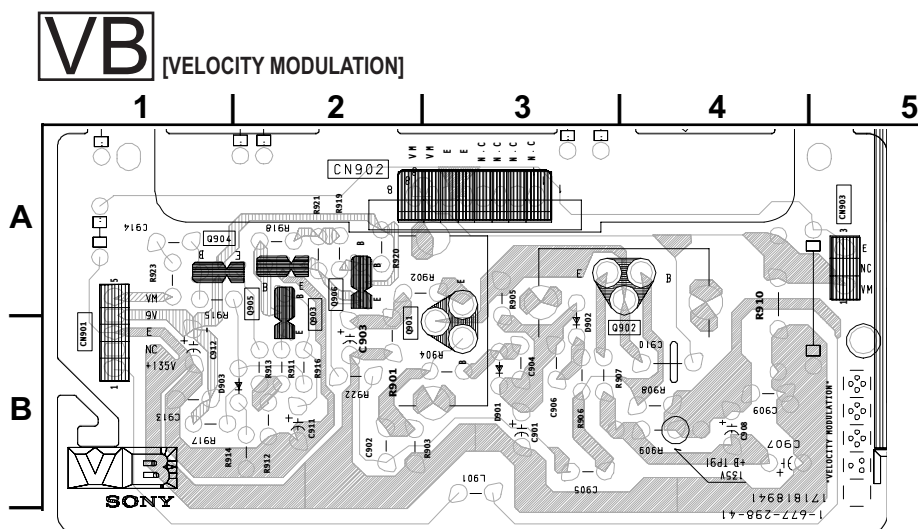 VB [VELOCITY MODULATION]
1 2 3 4 5
A
B
VM
VM
E
E
N.C
N.C
N.C
N.C
CN902
8
1
R921
R919
C914
Q904
R918
B
E
R923
R920
R902
E
R905
E
B
CN903
3
E
NC
VM
1
5
VM
9V
E
NC
+135V
1
CN901
R915
Q905
B
E
B
E
Q903
Q906
B
E
C903
Q901
D902
Q902
R910
C912
D903
R913
R911
R916
R922
R901
R904
B
C904
C910
R907
R908
C913
R917
R914
R912
C911
C902
R903
D901
C901
C906
R906
R909
C909
C908
C907
+B TP91
135V
L901
C905
VB
SONY
*VELOCITY MODULATION*
171818941
1-677-298-41